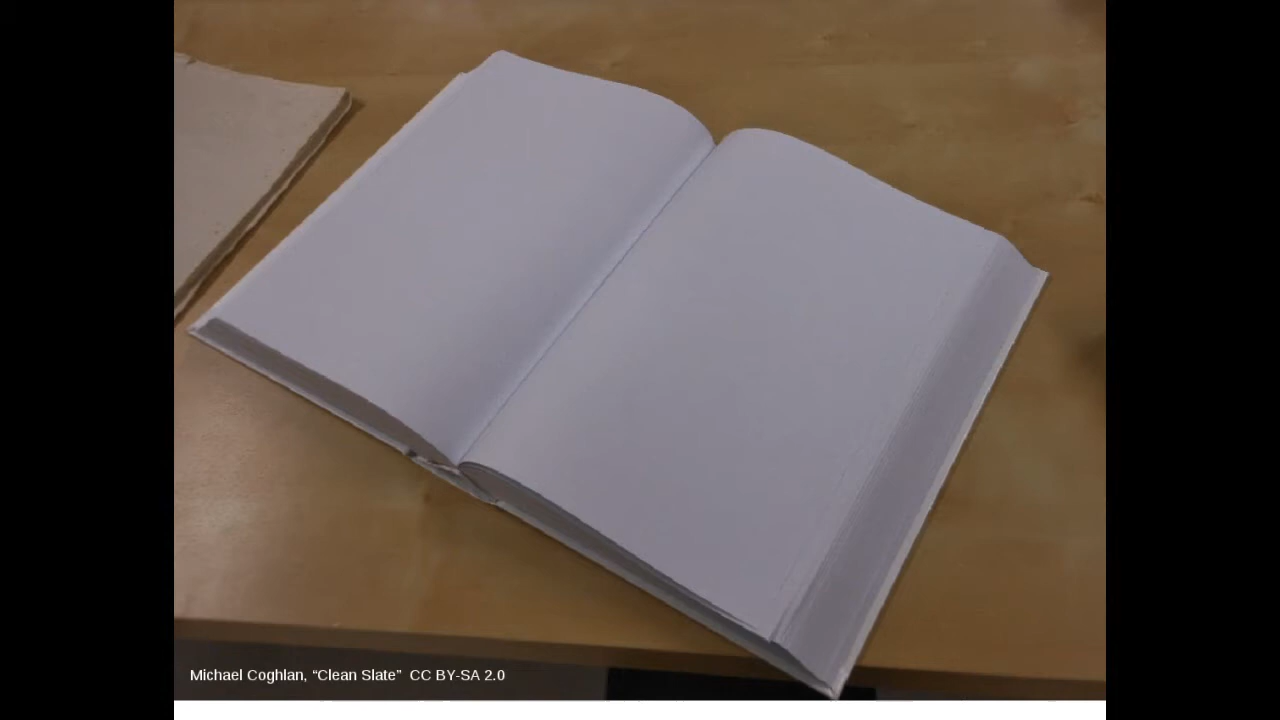 Michael Coghlan, “Clean Slate”  CC BY-SA 2.0